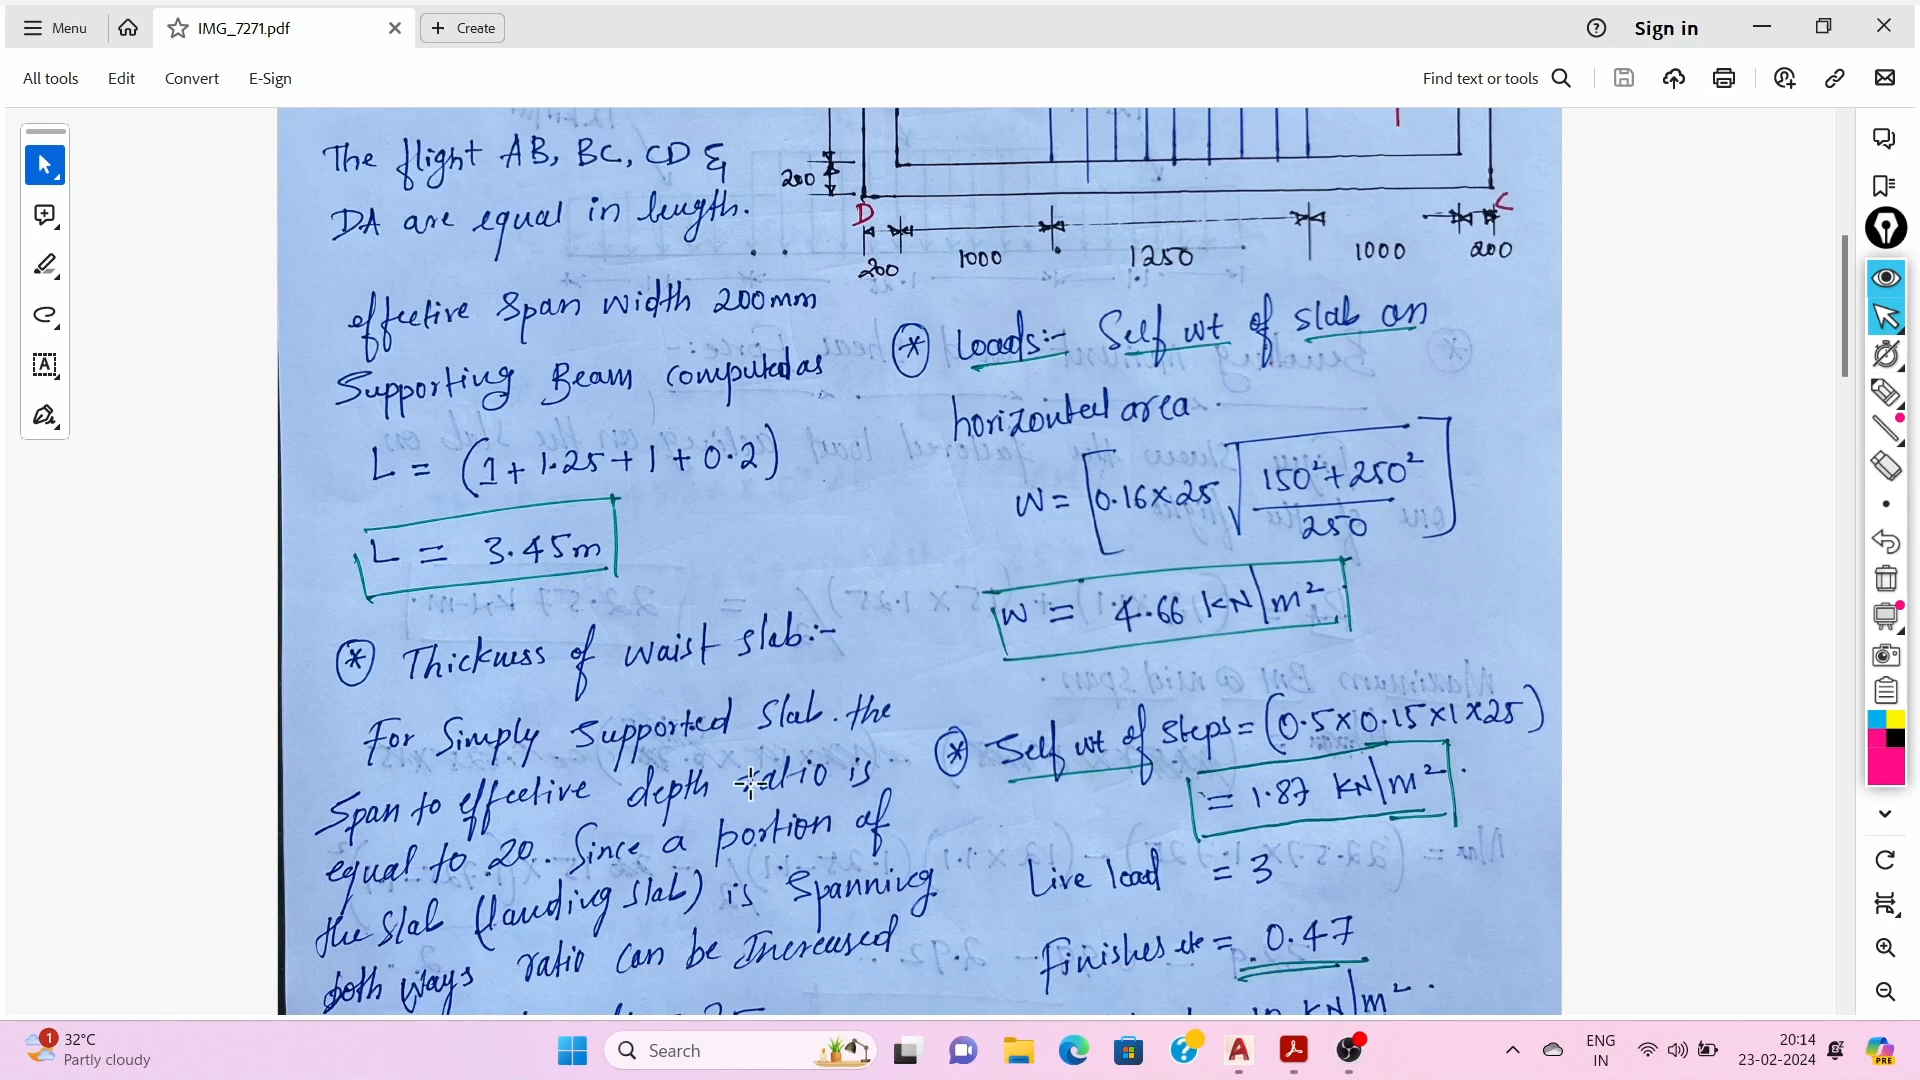 Menu
IMG_7271.pdf
Create
Sign in
All tools
Edit
Convert
E-Sign
Find text or tools
The flight AB, BC, CD &
DA are equal in length.
200
D
C
200
1000
1250
1000
200
effective Span width 200mm
Supporting Beam computed as
L = (1+1.25+1+0.2)
L = 3.45m
* Thickness of waist slab:-
For Simply Supported Slab. the
Span to effective depth ratio is
equal to 20. Since a portion of
the Slab (landing slab) is Spanning
both ways ratio can be Increased
25
* Loads:- Self wt of slab on
horizontal area.
W = [0.16×25 √150²+250²/250]
W = 4.66 KN/m²
* Self wt of Steps = (0.5×0.15×1×25)
= 1.87 KN/m².
Live load = 3
Finishes etc = 0.47
KN/m².
1
32°C
Partly cloudy
Search
ENG
IN
20:14
23-02-2024
PRE